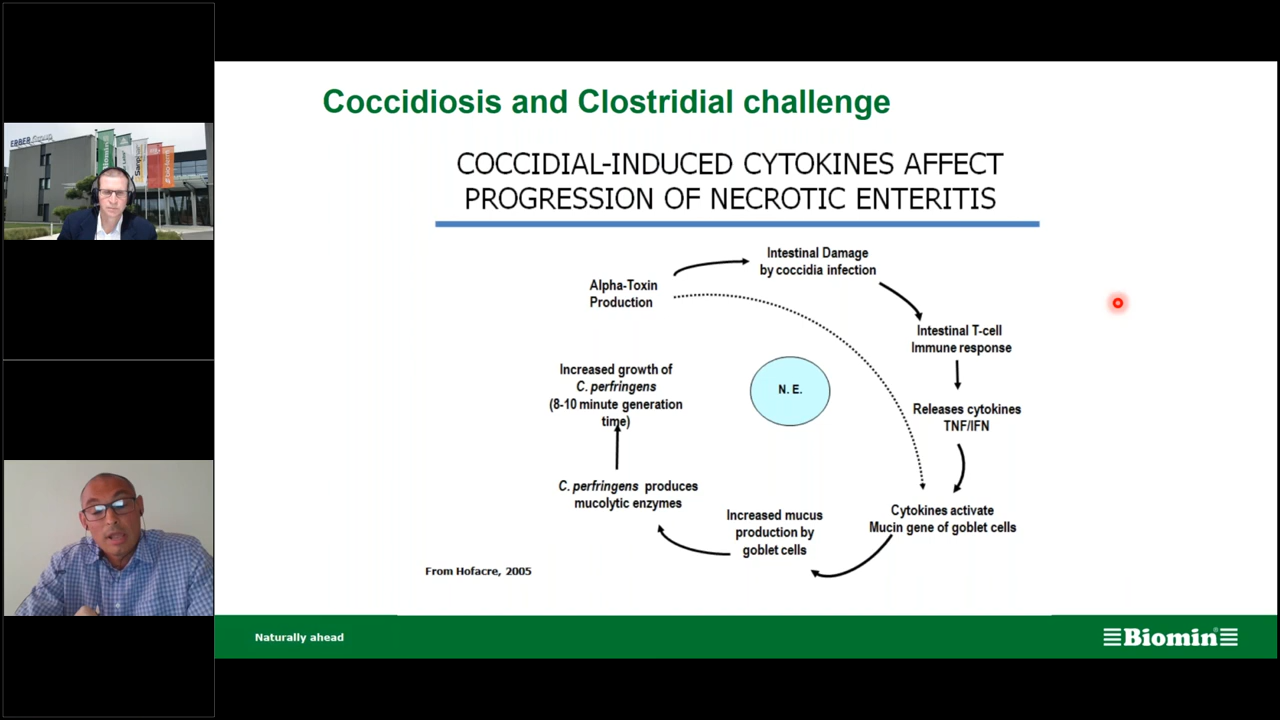 Coccidiosis and Clostridial challenge
COCCIDIAL-INDUCED CYTOKINES AFFECT
PROGRESSION OF NECROTIC ENTERITIS
Intestinal Damage
by coccidia infection
Alpha-Toxin
Production
Intestinal T-cell
Immune response
Increased growth of
C. perfringens
(8-10 minute generation
time)
N. E.
Releases cytokines
TNF/IFN
C. perfringens produces
mucolytic enzymes
Increased mucus
production by
goblet cells
Cytokines activate
Mucin gene of goblet cells
From Hofacre, 2005
Naturally ahead
Biomin®
ERBER Group